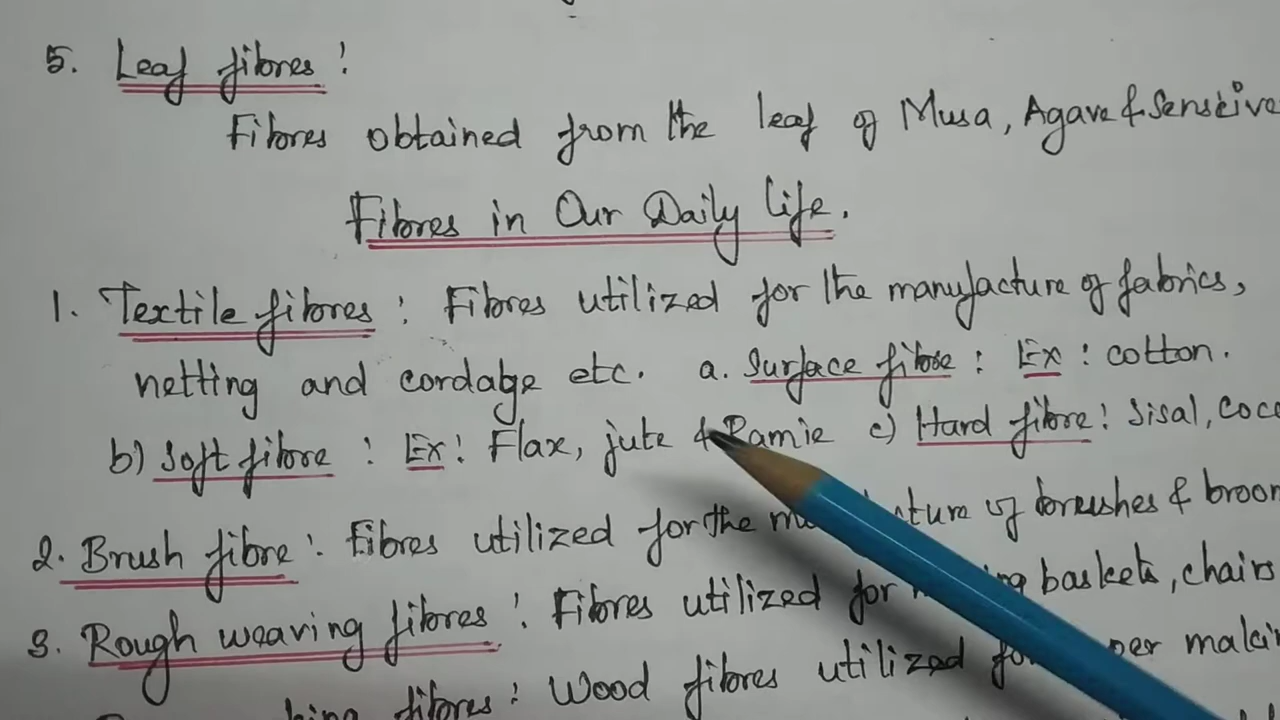 5. Leaf fibres :
Fibres obtained from the leaf of Musa, Agave &
Fibres in Our Daily life.
1. Textile fibres : Fibres utilized for the manufacture of fabrics,
netting and cordage etc. a. Surface fibre : Ex : cotton.
b) Soft fibre : Ex : Flax, jute & Ramie c) Hard fibre : Sisal,
2. Brush fibre : Fibres utilized for the of brushes &
3. Rough weaving fibres : Fibres utilized for baskets, chairs
fibres : Wood fibres utilized